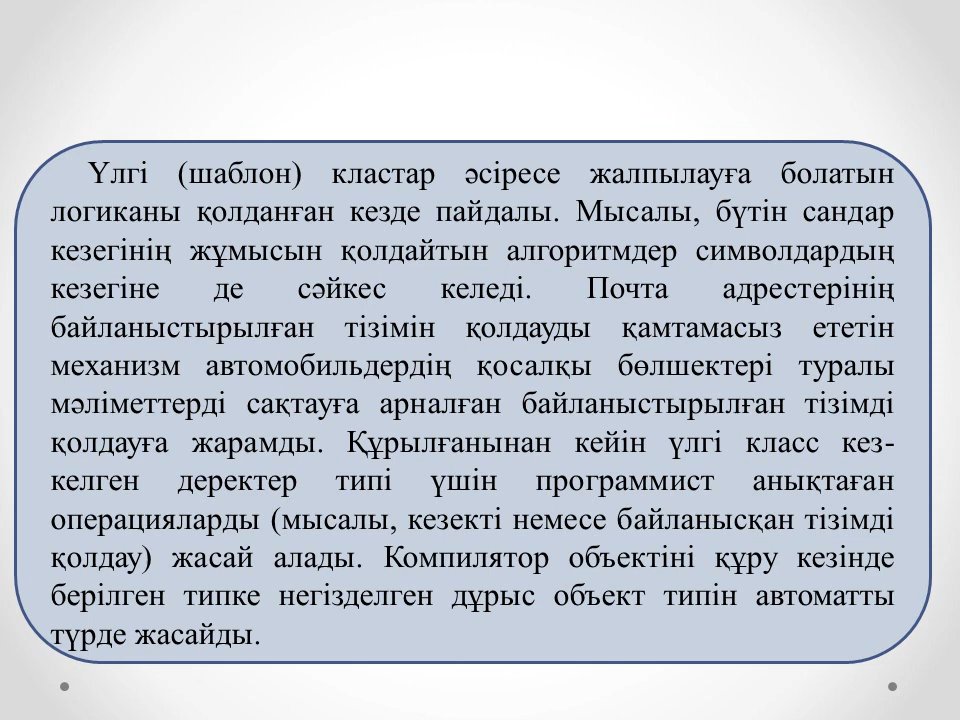 Үлгі (шаблон) кластар әсіресе жалпылауға болатын
логиканы қолданған кезде пайдалы. Мысалы, бүтін сандар
кезегінің жұмысын қолдайтын алгоритмдер символдардың
кезегіне де сәйкес келеді. Почта адрестерінің
байланыстырылған тізімін қолдауды қамтамасыз ететін
механизм автомобильдердің қосалқы бөлшектері туралы
мәліметтерді сақтауға арналған байланыстырылған тізімді
қолдауға жарамды. Құрылғанынан кейін үлгі класс кез-
келген деректер типі үшін программист анықтаған
операцияларды (мысалы, кезекті немесе байланысқан тізімді
қолдау) жасай алады. Компилятор объектіні құру кезінде
берілген типке негізделген дұрыс объект типін автоматты
түрде жасайды.